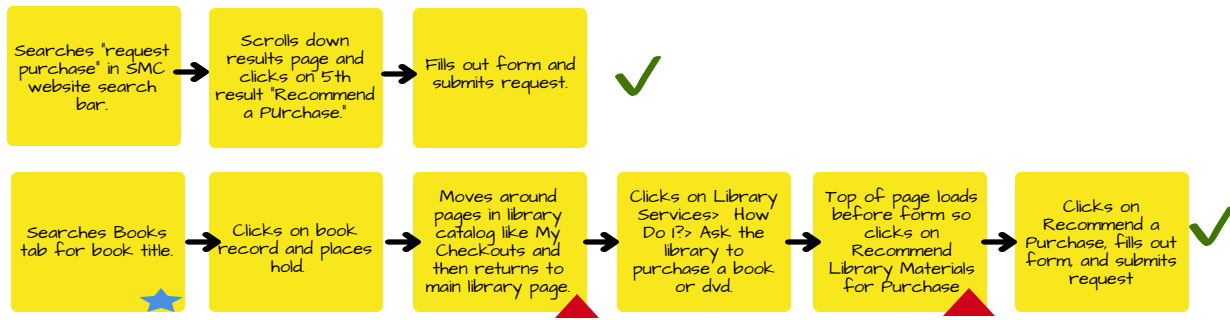 Searches "request
purchase" in SMC
website search
bar.
Scrolls down
results page and
clicks on 5th
result "Recommend
a PUrchase."
Fills out form and
submits request.
Searches Books
tab for book title.
Clicks on book
record and places
hold.
Moves around
pages in library
catalog like My
Checkouts and
then returns to
main library page.
Clicks on Library
Services> How
Do I?> Ask the
library to
purchase a book
or dvd.
Top of page loads
before form so
clicks on
Recommend
Library Materials
for Purchase
Clicks on
Recommend a
Purchase, fills out
form, and submits
request